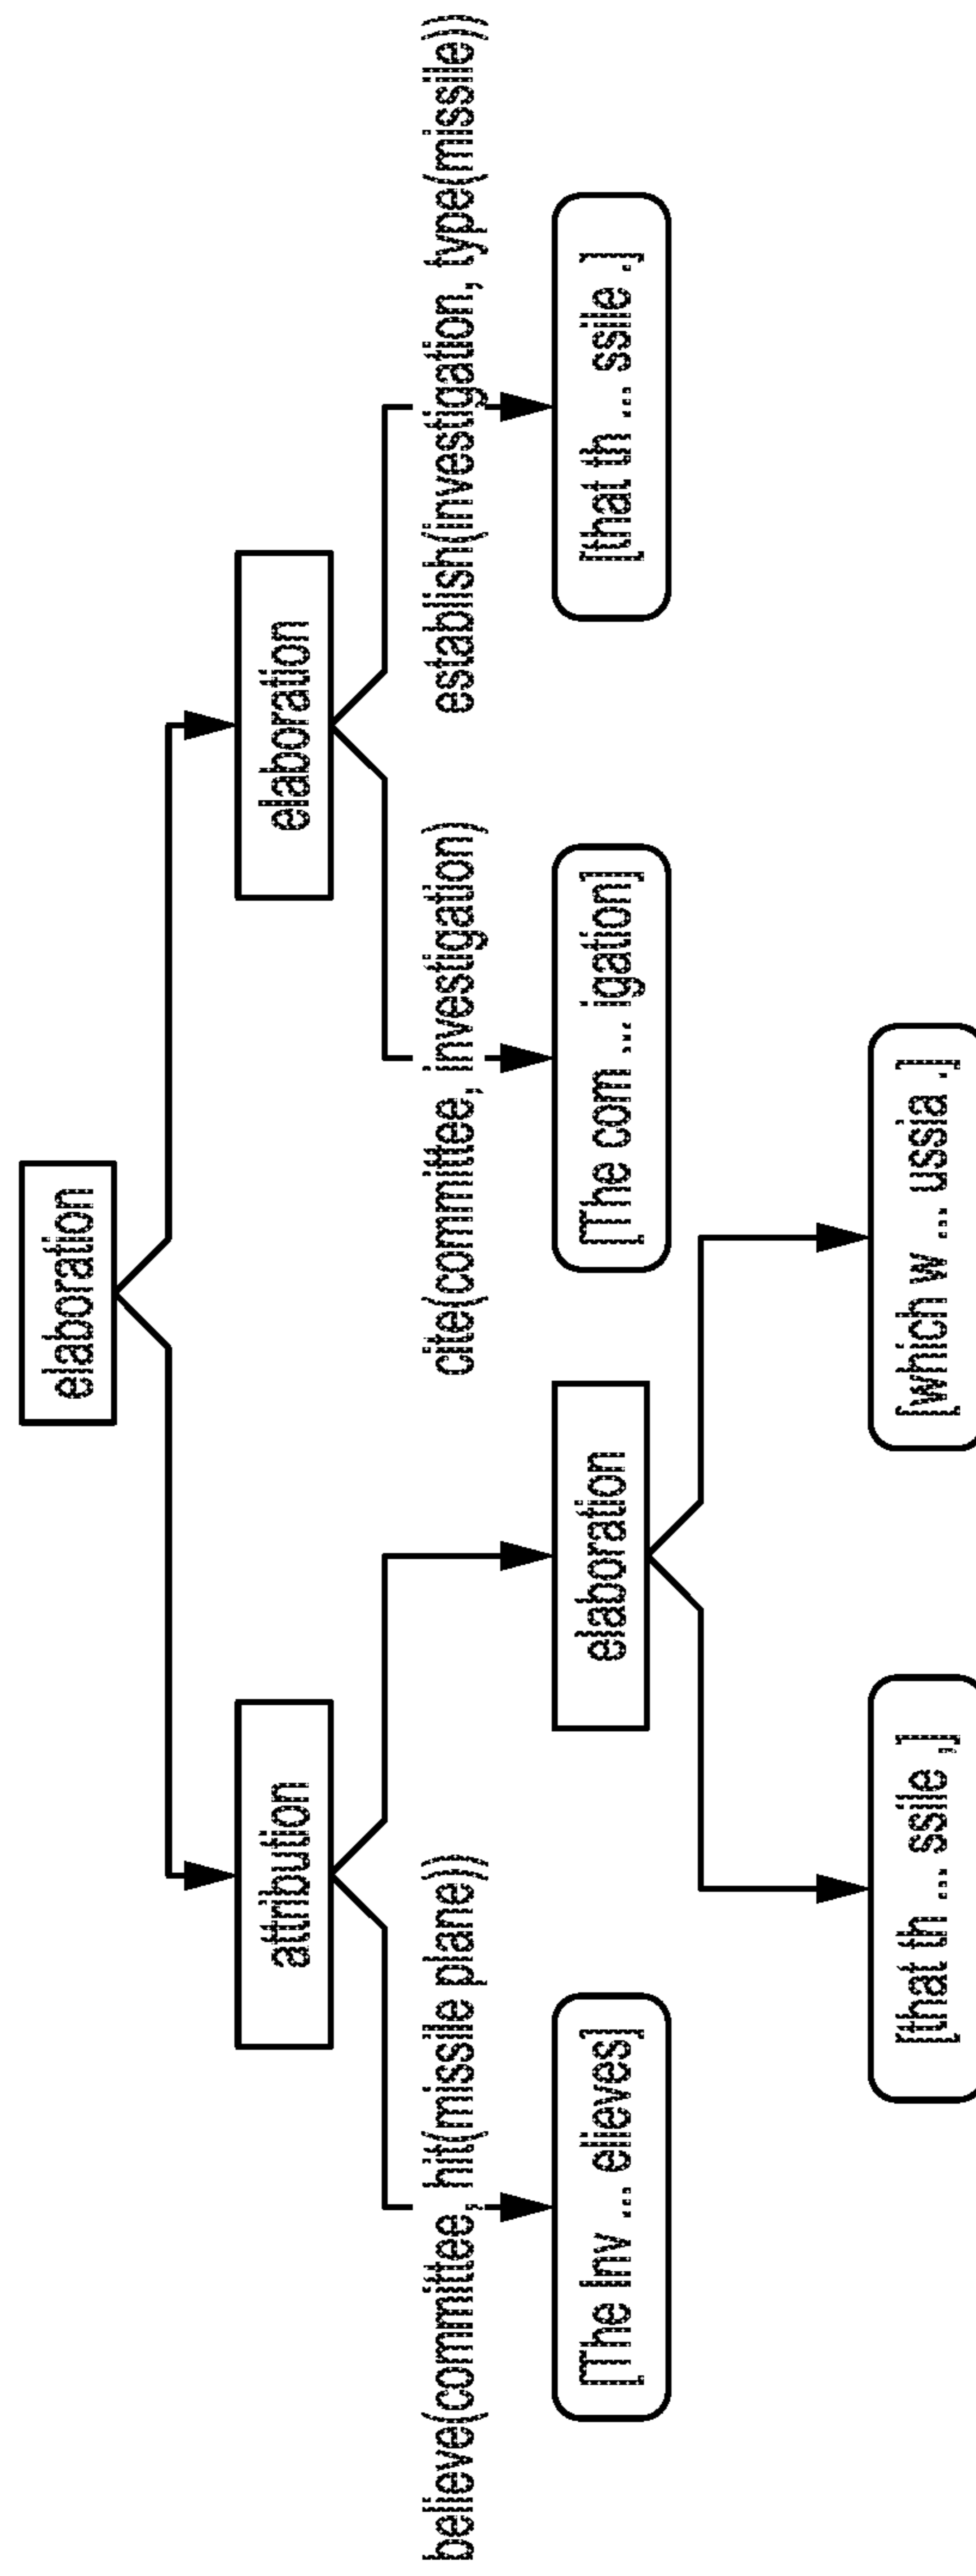 elaboration
attribution
elaboration
believe(committee, hit(missile plane))
cite(committee, investigation)
establish(investigation, type(missile))
[The Inv ... elieves]
elaboration
[The com ... igation]
[that th ... ssile .]
[that th ... ssile ,]
[which w ... ussia .]